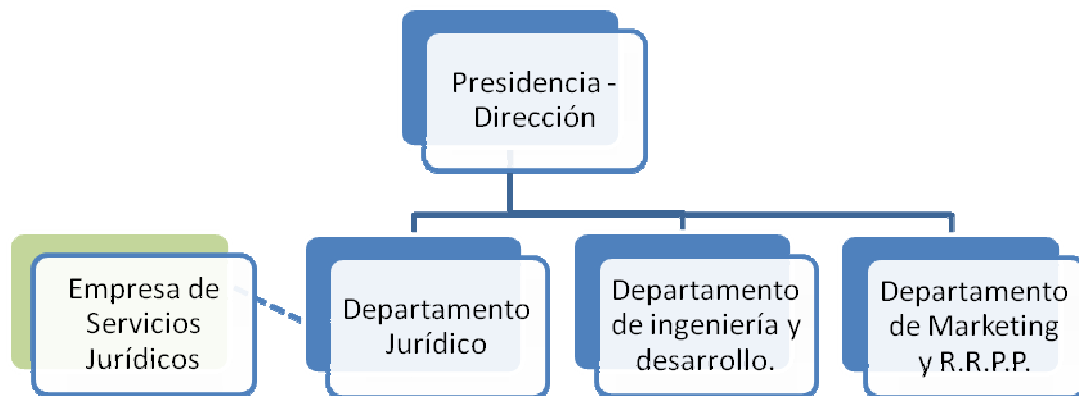 Presidencia -
Dirección
Empresa de
Servicios
Jurídicos
Departamento
Jurídico
Departamento
de ingeniería y
desarrollo.
Departamento
de Marketing
y R.R.P.P.